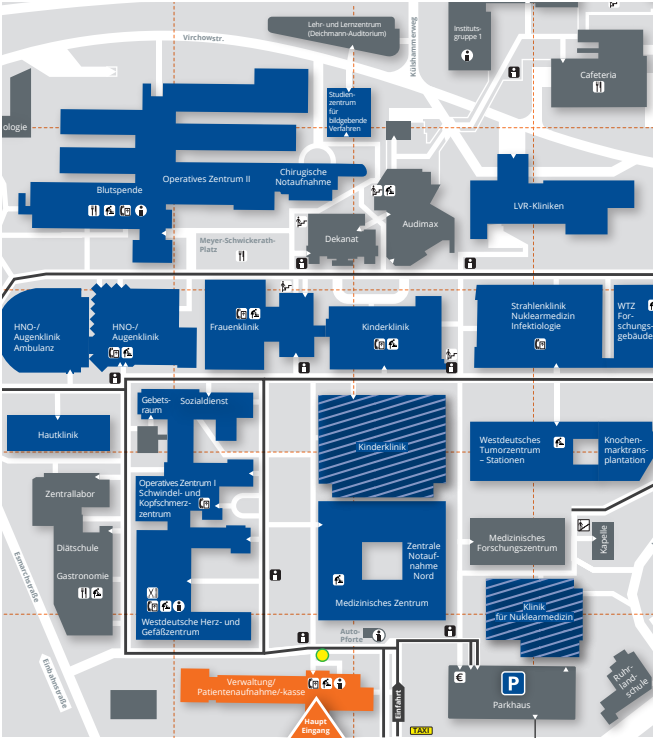 Lehr- und Lernzentrum
(Deichmann-Auditorium)
Virchowstr.
Külshammerweg
Instituts-
gruppe 1
Cafeteria
ologie
Studien-
zentrum
für
bildgebende
Verfahren
Operatives Zentrum II
Chirugische
Notaufnahme
Blutspende
LVR-Kliniken
Audimax
Dekanat
Meyer-Schwickerath-
Platz
HNO-/
Augenklinik
Ambulanz
HNO-/
Augenklinik
Frauenklinik
Kinderklinik
Strahlenklinik
Nuklearmedizin
Infektiologie
WTZ
For-
schungs-
gebäude
Gebets-
raum
Sozialdienst
Hautklinik
Kinderklinik
Westdeutsches
Tumorzentrum
– Stationen
Knochen-
marktrans-
plantation
Zentrallabor
Operatives Zentrum I
Schwindel- und
Kopfschmerz-
zentrum
Diätschule
Gastronomie
Zentrale
Notauf-
nahme
Nord
Medizinisches
Forschungszentrum
Kapelle
Esmarchstraße
Medizinisches Zentrum
Klinik
für Nuklearmedizin
Westdeutsche Herz- und
Gefäßzentrum
Auto-
Pforte
Einbahnstraße
Verwaltung/
Patientenaufnahme/-kasse
Haupt
Eingang
Einfahrt
TAXI
€
P
Parkhaus
Ruhr-
land-
schule